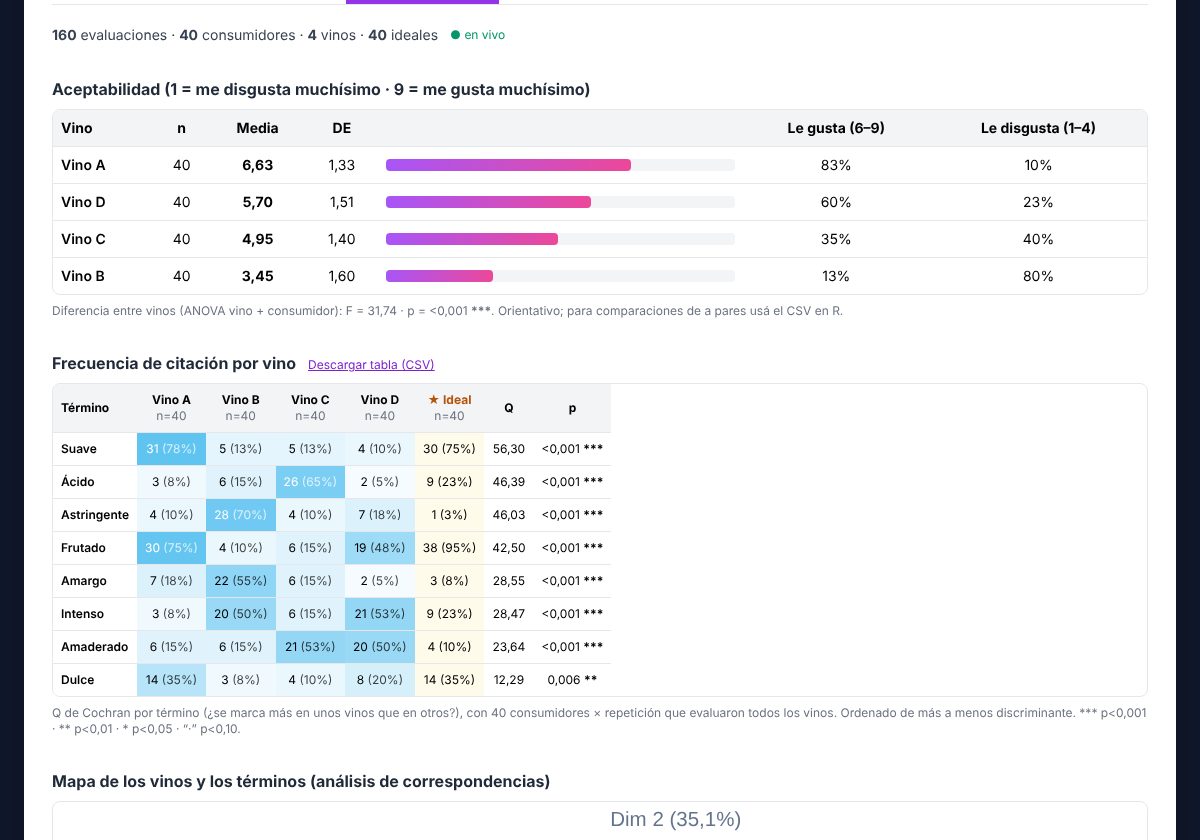 160 evaluaciones · 40 consumidores · 4 vinos · 40 ideales ● en vivo
Aceptabilidad (1 = me disgusta muchísimo · 9 = me gusta muchísimo)
Vino n Media DE Le gusta (6–9) Le disgusta (1–4)
Vino A 40 6,63 1,33 83% 10%
Vino D 40 5,70 1,51 60% 23%
Vino C 40 4,95 1,40 35% 40%
Vino B 40 3,45 1,60 13% 80%
Diferencia entre vinos (ANOVA vino + consumidor): F = 31,74 · p = <0,001 ***. Orientativo; para comparaciones de a pares usá el CSV en R.
Frecuencia de citación por vino Descargar tabla (CSV)
Término Vino A n=40 Vino B n=40 Vino C n=40 Vino D n=40 ★ Ideal n=40 Q p
Suave 31 (78%) 5 (13%) 5 (13%) 4 (10%) 30 (75%) 56,30 <0,001 ***
Ácido 3 (8%) 6 (15%) 26 (65%) 2 (5%) 9 (23%) 46,39 <0,001 ***
Astringente 4 (10%) 28 (70%) 4 (10%) 7 (18%) 1 (3%) 46,03 <0,001 ***
Frutado 30 (75%) 4 (10%) 6 (15%) 19 (48%) 38 (95%) 42,50 <0,001 ***
Amargo 7 (18%) 22 (55%) 6 (15%) 2 (5%) 3 (8%) 28,55 <0,001 ***
Intenso 3 (8%) 20 (50%) 6 (15%) 21 (53%) 9 (23%) 28,47 <0,001 ***
Amaderado 6 (15%) 6 (15%) 21 (53%) 20 (50%) 4 (10%) 23,64 <0,001 ***
Dulce 14 (35%) 3 (8%) 4 (10%) 8 (20%) 14 (35%) 12,29 0,006 **
Q de Cochran por término (¿se marca más en unos vinos que en otros?), con 40 consumidores × repetición que evaluaron todos los vinos. Ordenado de más a menos discriminante. *** p<0,001
· ** p<0,01 · * p<0,05 · “·” p<0,10.
Mapa de los vinos y los términos (análisis de correspondencias)
Dim 2 (35,1%)